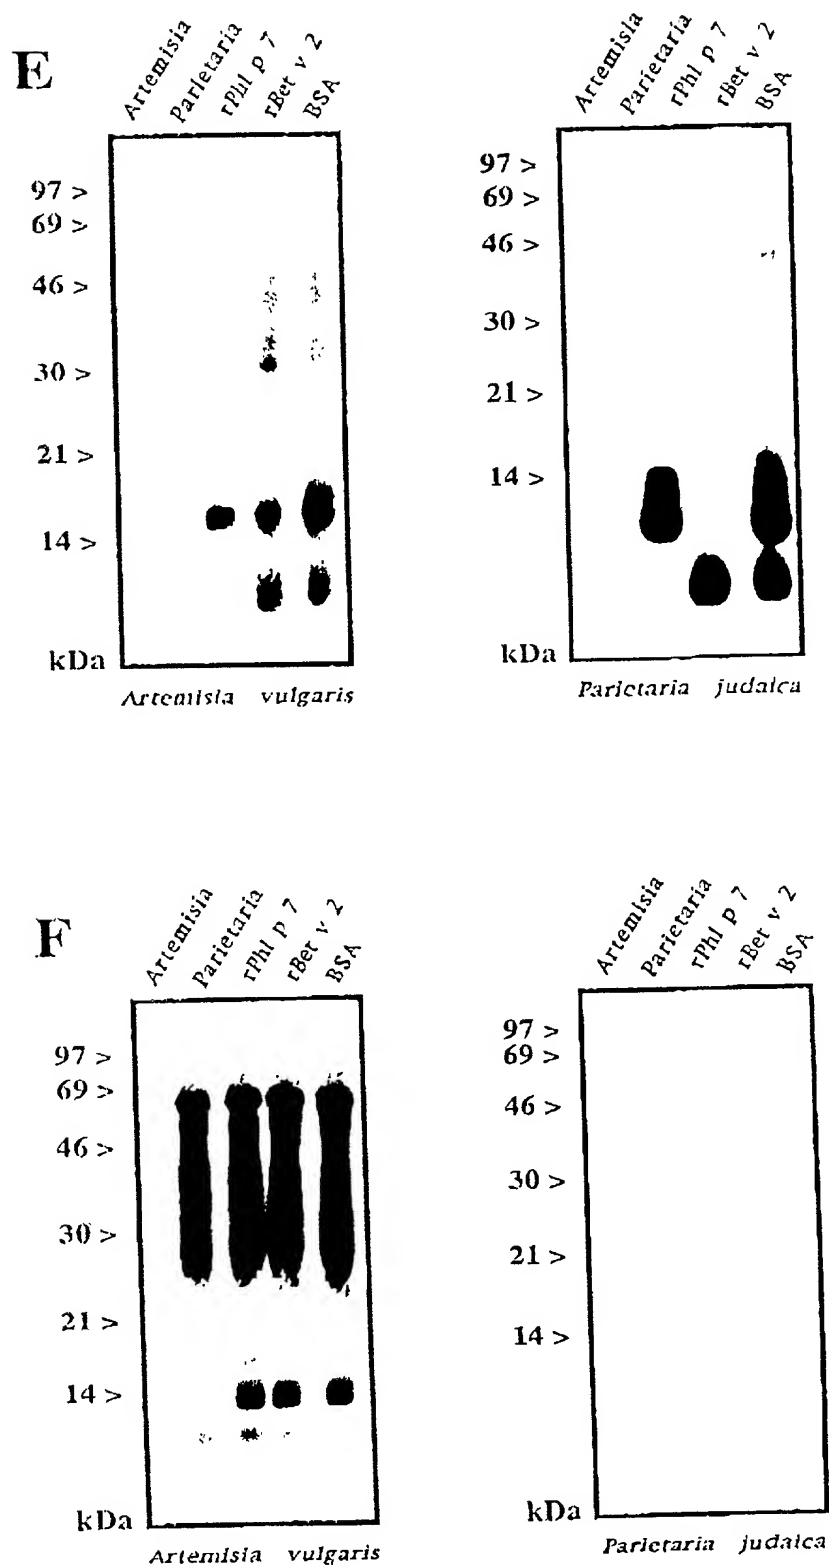 E
Artemisia Parietaria rPhl p 7 rBet v 2 BSA
97 >
69 >
46 >
30 >
21 >
14 >
kDa
Artemisia vulgaris
Artemisia Parietaria rPhl p 7 rBet v 2 BSA
97 >
69 >
46 >
30 >
21 >
14 >
kDa
Parietaria judaica
F
Artemisia Parietaria rPhl p 7 rBet v 2 BSA
97 >
69 >
46 >
30 >
21 >
14 >
kDa
Artemisia vulgaris
Artemisia Parietaria rPhl p 7 rBet v 2 BSA
97 >
69 >
46 >
30 >
21 >
14 >
kDa
Parietaria judaica